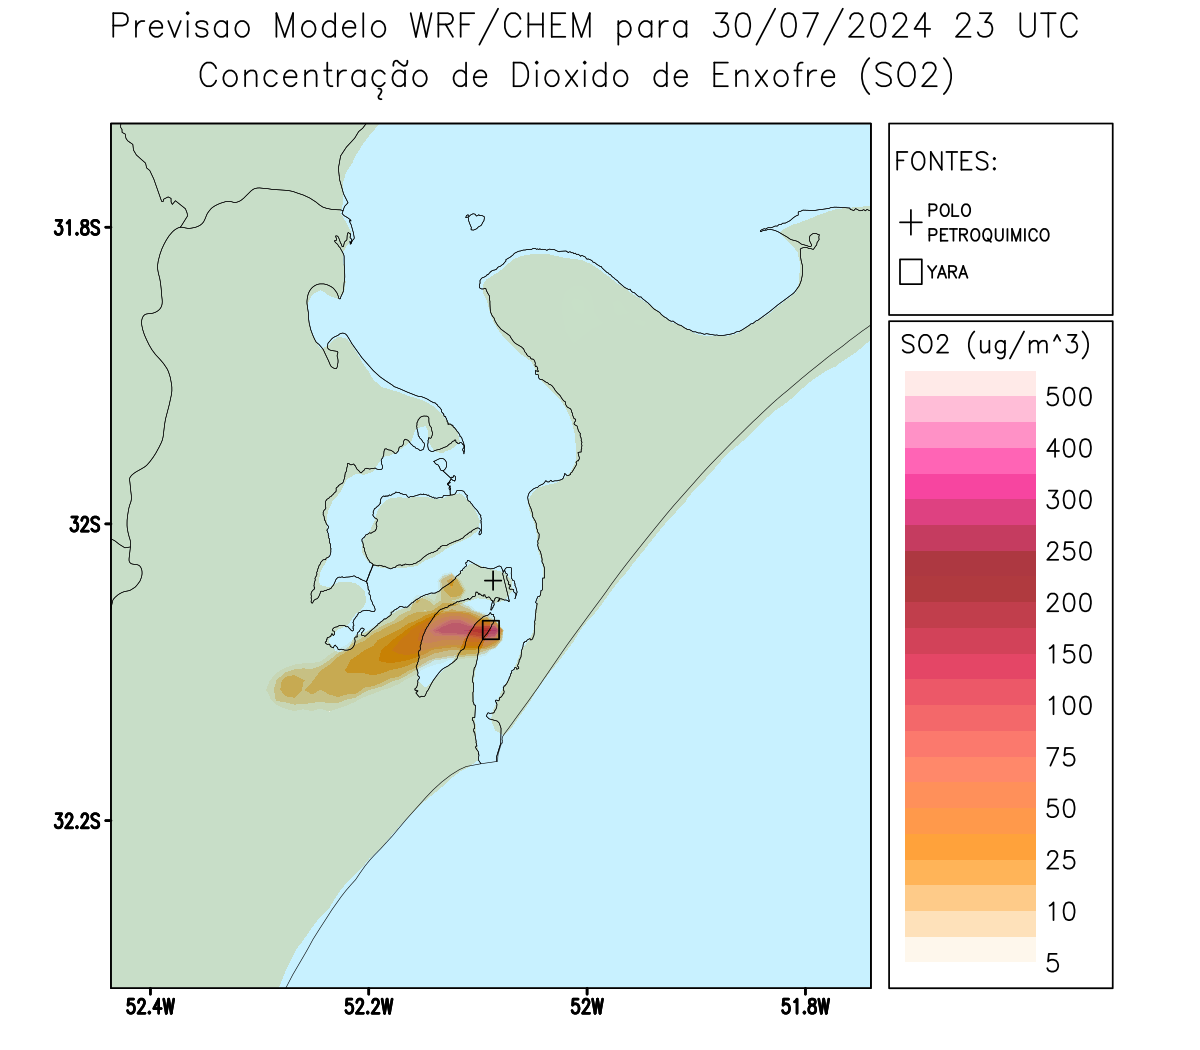 Previsao Modelo WRF/CHEM para 30/07/2024 23 UTC
Concentração de Dioxido de Enxofre (SO2)
FONTES:
POLO
PETROQUIMICO
YARA
SO2 (ug/m^3)
500
400
300
250
200
150
100
75
50
25
10
5
31.8S
32S
32.2S
52.4W
52.2W
52W
51.8W